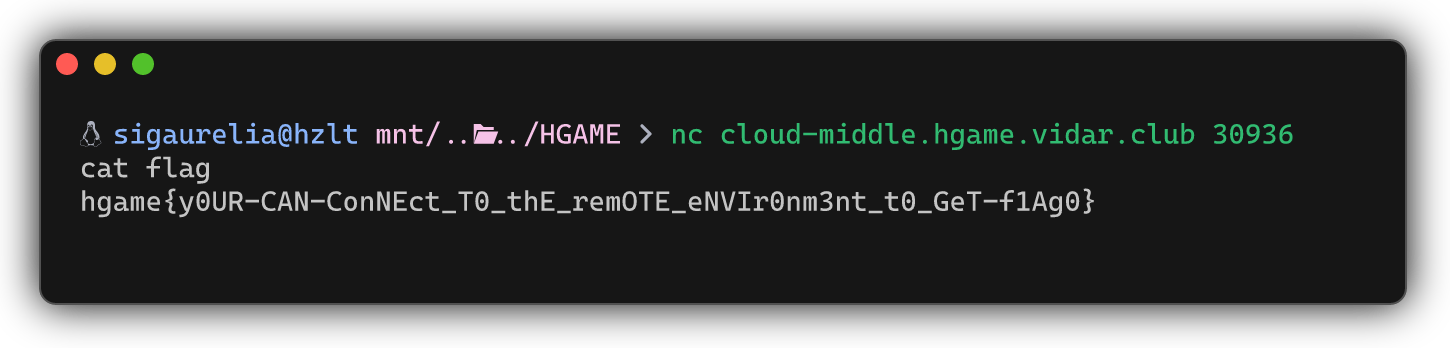 sigaurelia@hzlt mnt/..../HGAME > nc cloud-middle.hgame.vidar.club 30936
cat flag
hgame{y0UR-CAN-ConNEct_T0_thE_remOTE_eNVIr0nm3nt_t0_GeT-f1Ag0}